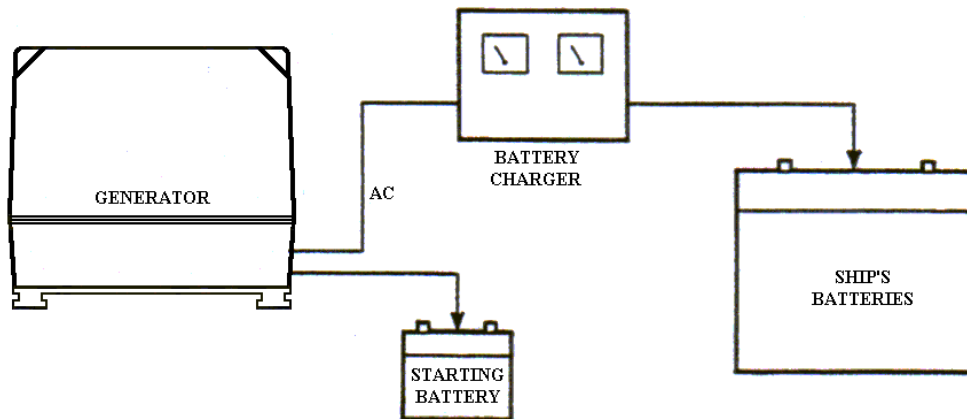 BATTERY
CHARGER
GENERATOR
AC
SHIP'S
BATTERIES
STARTING
BATTERY